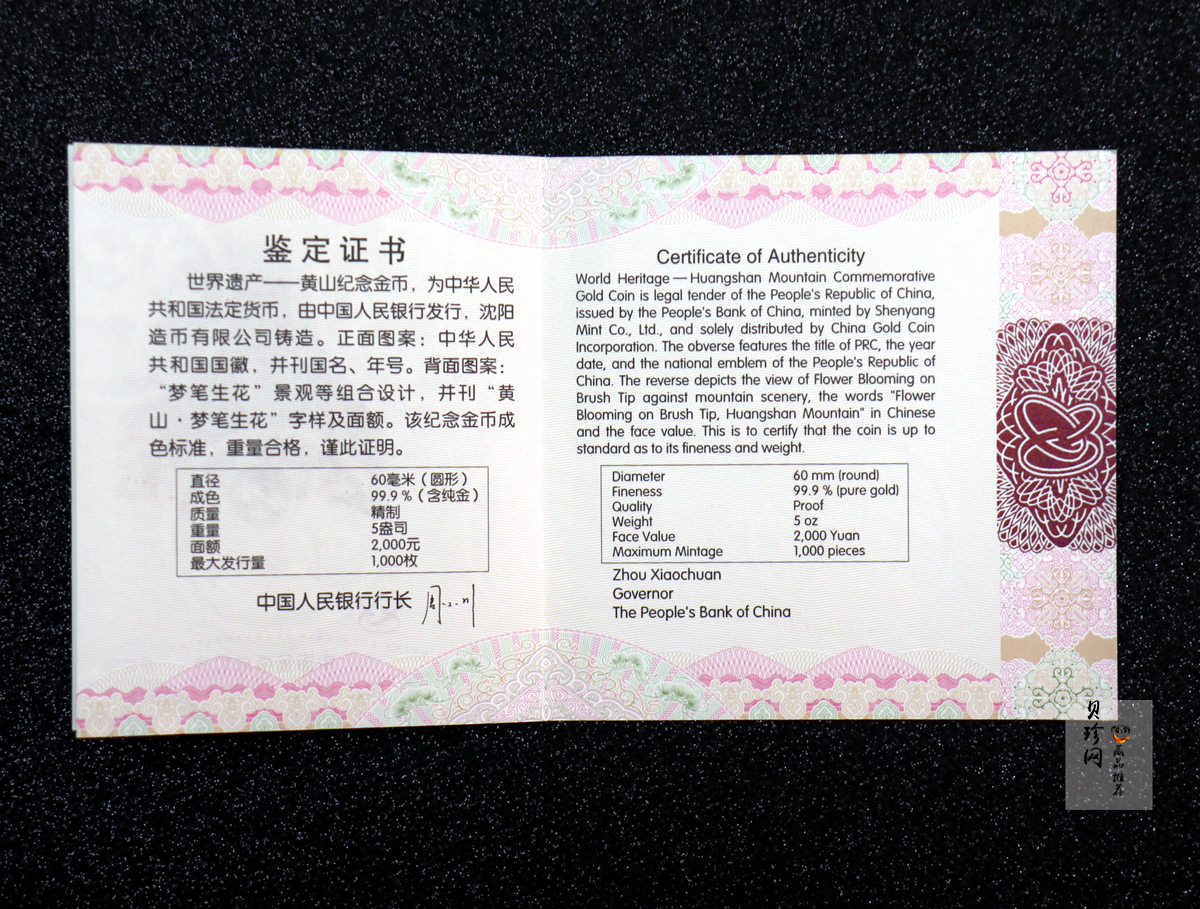 鉴定证书
世界遗产——黄山纪念金币，为中华人民
共和国法定货币，由中国人民银行发行，沈阳
造币有限公司铸造。正面图案：中华人民
共和国国徽，并刊国名、年号。背面图案：
“梦笔生花”景观等组合设计，并刊“黄
山·梦笔生花”字样及面额。该纪念金币成
色标准，重量合格，谨此证明。
直径 60毫米（圆形）
成色 99.9%（含纯金）
质量 精制
重量 5盎司
面额 2,000元
最大发行量 1,000枚
中国人民银行行长
Certificate of Authenticity
World Heritage — Huangshan Mountain Commemorative
Gold Coin is legal tender of the People's Republic of China,
issued by the People's Bank of China, minted by Shenyang
Mint Co., Ltd., and solely distributed by China Gold Coin
Incorporation. The obverse features the title of PRC, the year
date, and the national emblem of the People's Republic of
China. The reverse depicts the view of Flower Blooming on
Brush Tip against mountain scenery, the words "Flower
Blooming on Brush Tip, Huangshan Mountain" in Chinese
and the face value. This is to certify that the coin is up to
standard as to its fineness and weight.
Diameter 60 mm (round)
Fineness 99.9 % (pure gold)
Quality Proof
Weight 5 oz
Face Value 2,000 Yuan
Maximum Mintage 1,000 pieces
Zhou Xiaochuan
Governor
The People's Bank of China
贝珍网
藏品推荐